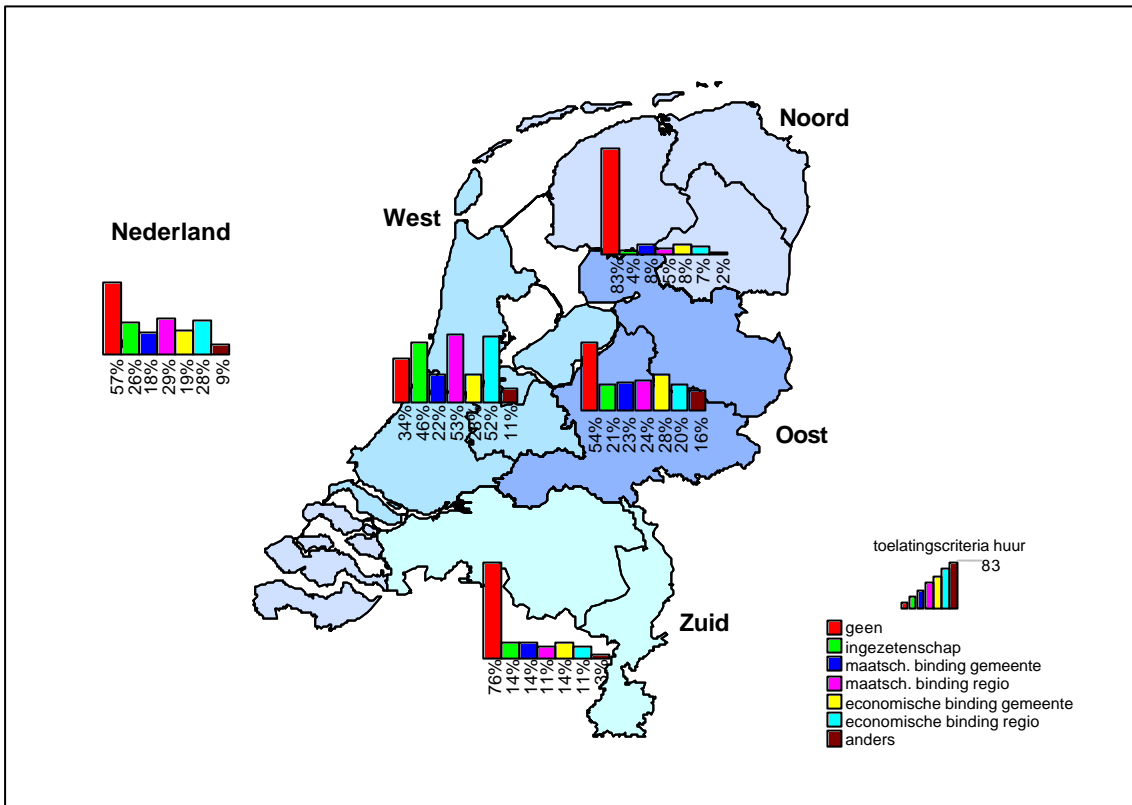 Noord
83%
4%
8%
5%
8%
7%
2%
West
34%
46%
22%
53%
52%
11%
Nederland
57%
26%
18%
29%
19%
28%
9%
Oost
54%
21%
23%
24%
28%
20%
16%
Zuid
76%
14%
14%
11%
14%
11%
3%
toelatingscriteria huur
83
geen
ingezetenschap
maatsch. binding gemeente
maatsch. binding regio
economische binding gemeente
economische binding regio
anders